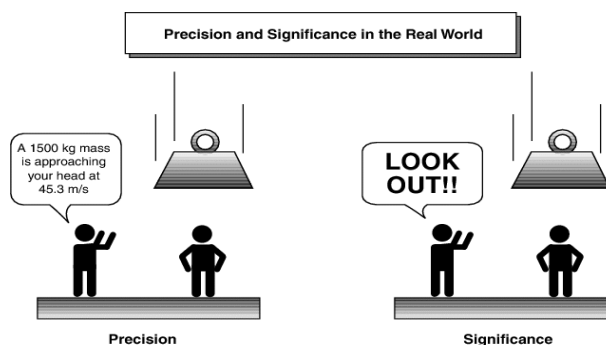 Precision and Significance in the Real World
A 1500 kg mass
is approaching
your head at
45.3 m/s
LOOK
OUT!!
Precision
Significance